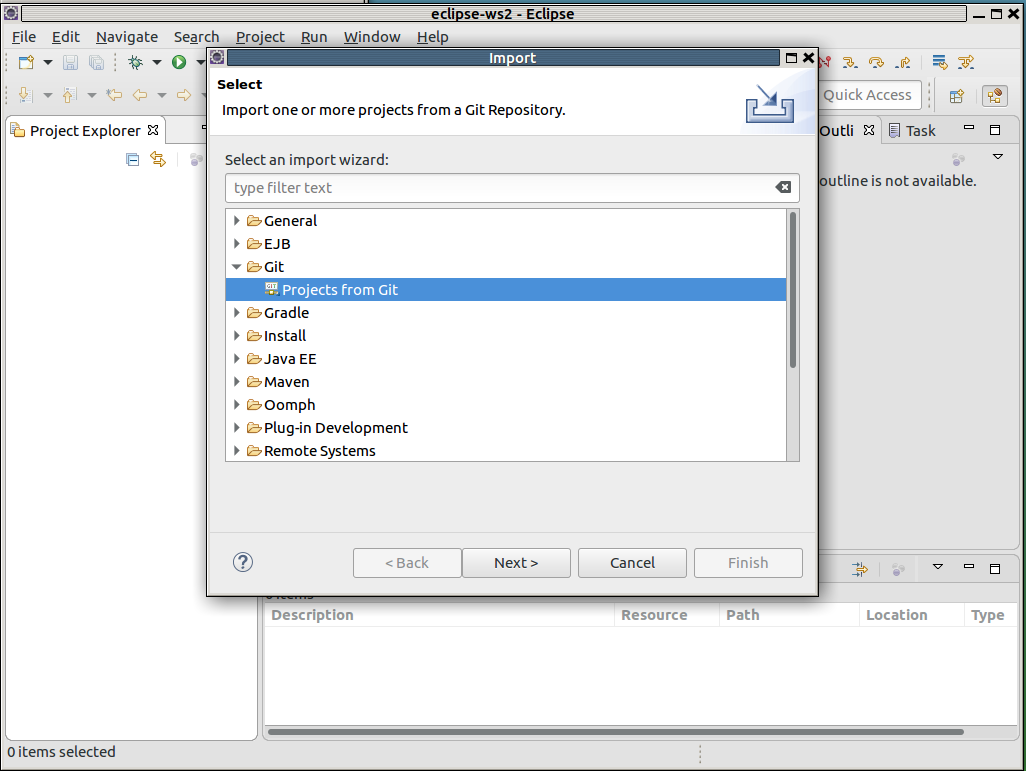 eclipse-ws2 - Eclipse
File Edit Navigate Search Project Run Window Help
Import
Select
Import one or more projects from a Git Repository.
Quick Access
Project Explorer
Outli
Task
Select an import wizard:
type filter text
outline is not available.
General
EJB
Git
GIT Projects from Git
Gradle
Install
Java EE
Maven
Oomph
Plug-in Development
Remote Systems
? < Back Next > Cancel Finish
0 items
Description Resource Path Location Type
0 items selected